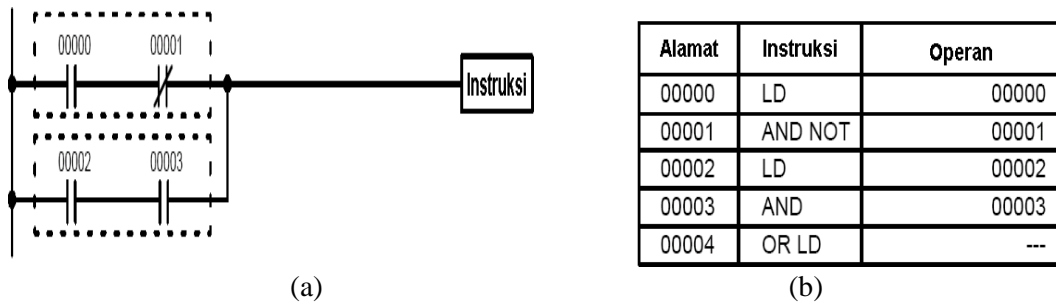 00000 00001
Instruksi
00002 00003
(a)
Alamat Instruksi Operan
00000 LD 00000
00001 AND NOT 00001
00002 LD 00002
00003 AND 00003
00004 OR LD ---
(b)